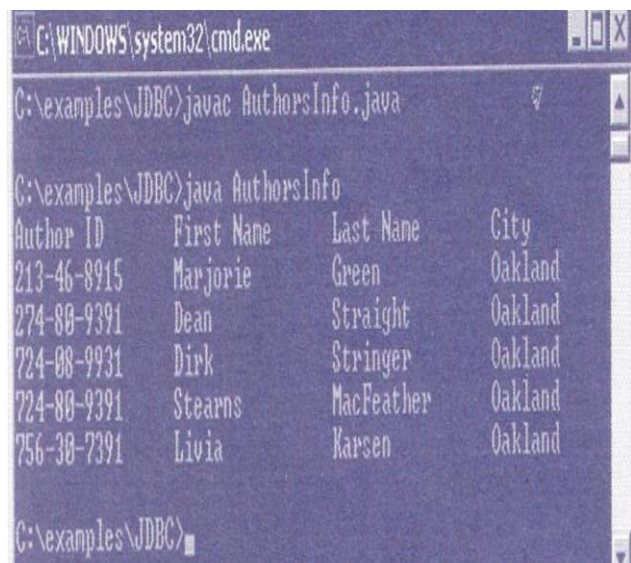 C:\WINDOWS\system32\cmd.exe
C:\examples\JDBC>javac AuthorsInfo.java
C:\examples\JDBC>java AuthorsInfo
Author ID First Name Last Name City
213-46-8915 Marjorie Green Oakland
274-80-9391 Dean Straight Oakland
724-08-9931 Dirk Stringer Oakland
724-80-9391 Stearns MacFeather Oakland
756-30-7391 Livia Karsen Oakland
C:\examples\JDBC>